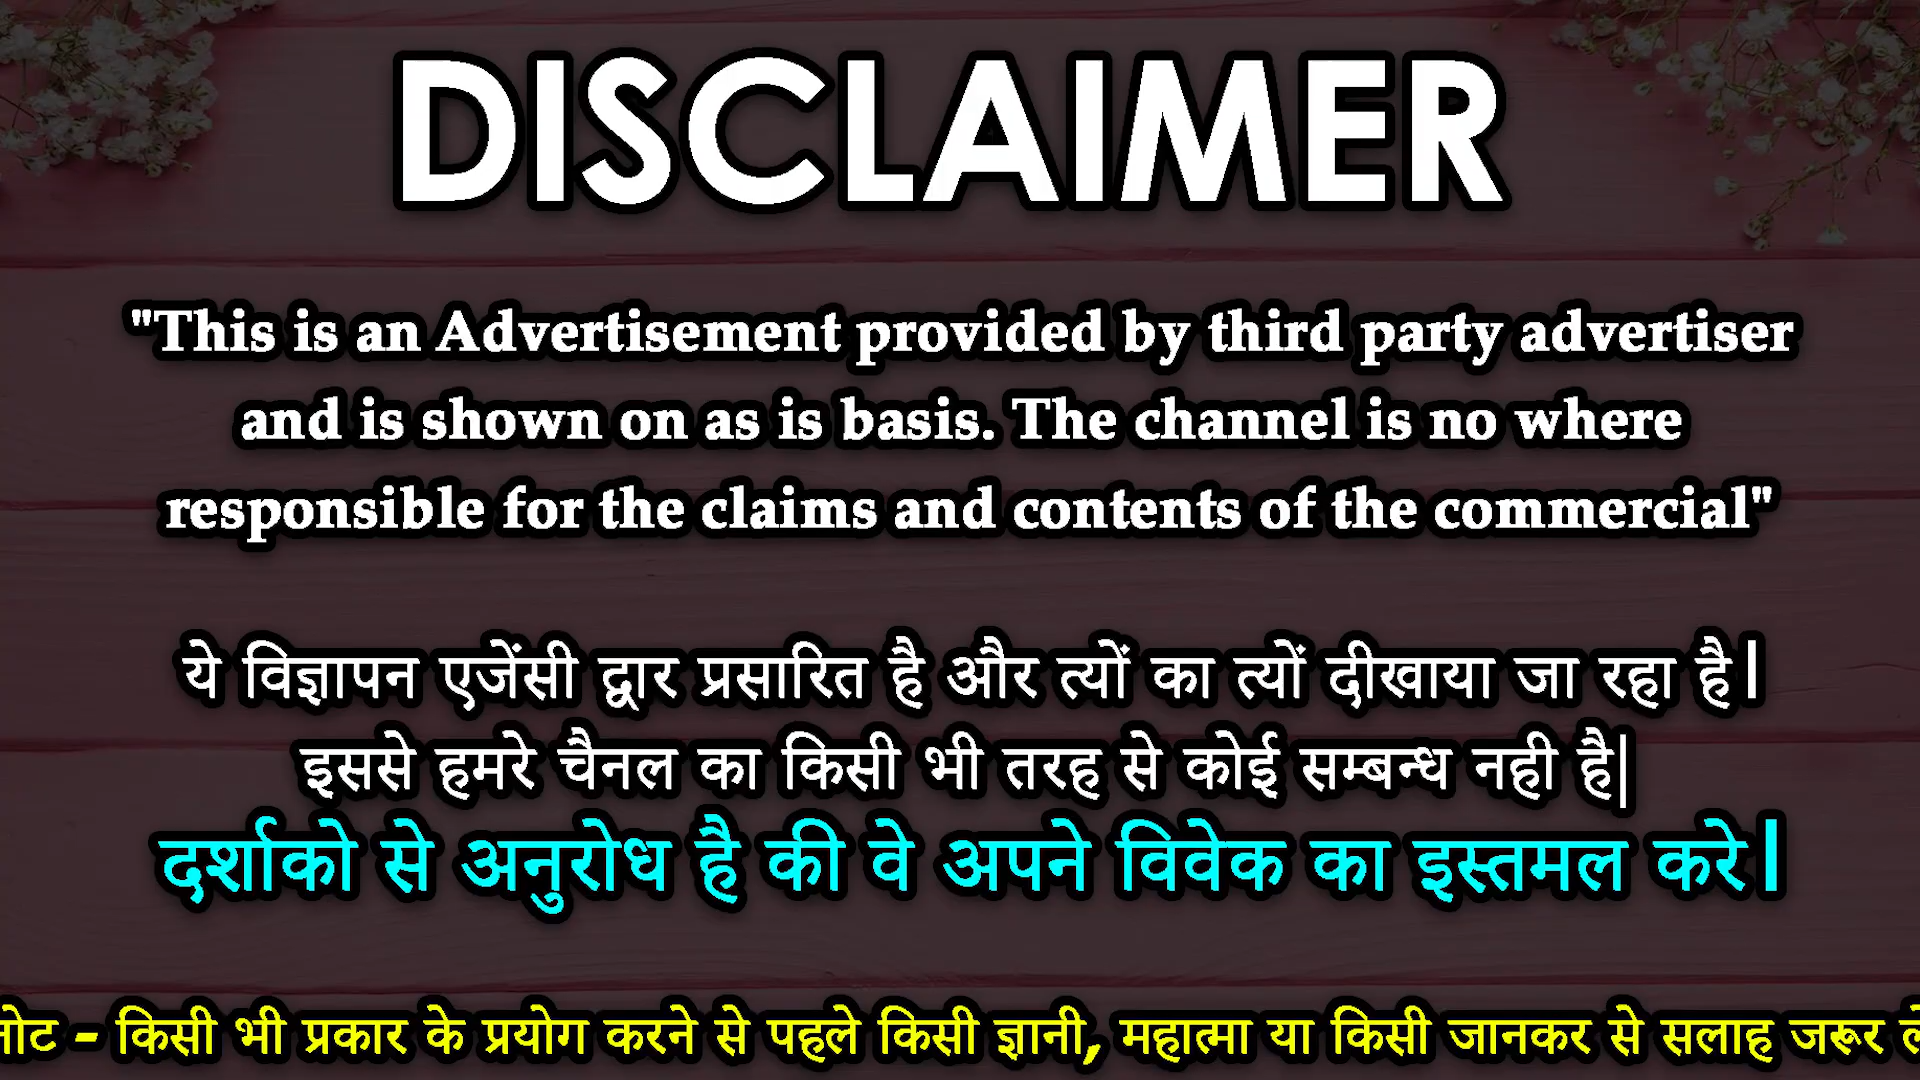 DISCLAIMER
"This is an Advertisement provided by third party advertiser
and is shown on as is basis. The channel is no where
responsible for the claims and contents of the commercial"
ये विज्ञापन एजेंसी द्वार प्रसारित है और त्यों का त्यों दीखाया जा रहा है।
इससे हमरे चैनल का किसी भी तरह से कोई सम्बन्ध नही है|
दर्शाको से अनुरोध है की वे अपने विवेक का इस्तमल करे।
नोट - किसी भी प्रकार के प्रयोग करने से पहले किसी ज्ञानी, महात्मा या किसी जानकर से सलाह जरूर ले